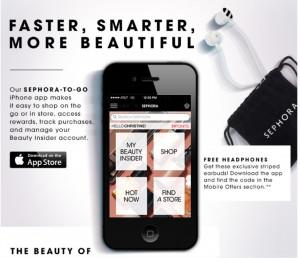 FASTER, SMARTER,
MORE BEAUTIFUL
Our SEPHORA-TO-GO
iPhone app makes
it easy to shop on the
go or in store, access
rewards, track purchases,
and manage your
Beauty Insider account.
Download on the
App Store
SEPHORA
HELLO CHRISTINE!
MY
BEAUTY
INSIDER
SHOP
HOT
NOW
FIND
A STORE
SEPHORA
FREE HEADPHONES
Get these exclusive striped
earbuds! Download the app
and find the code in the
Mobile Offers section.**
THE BEAUTY OF